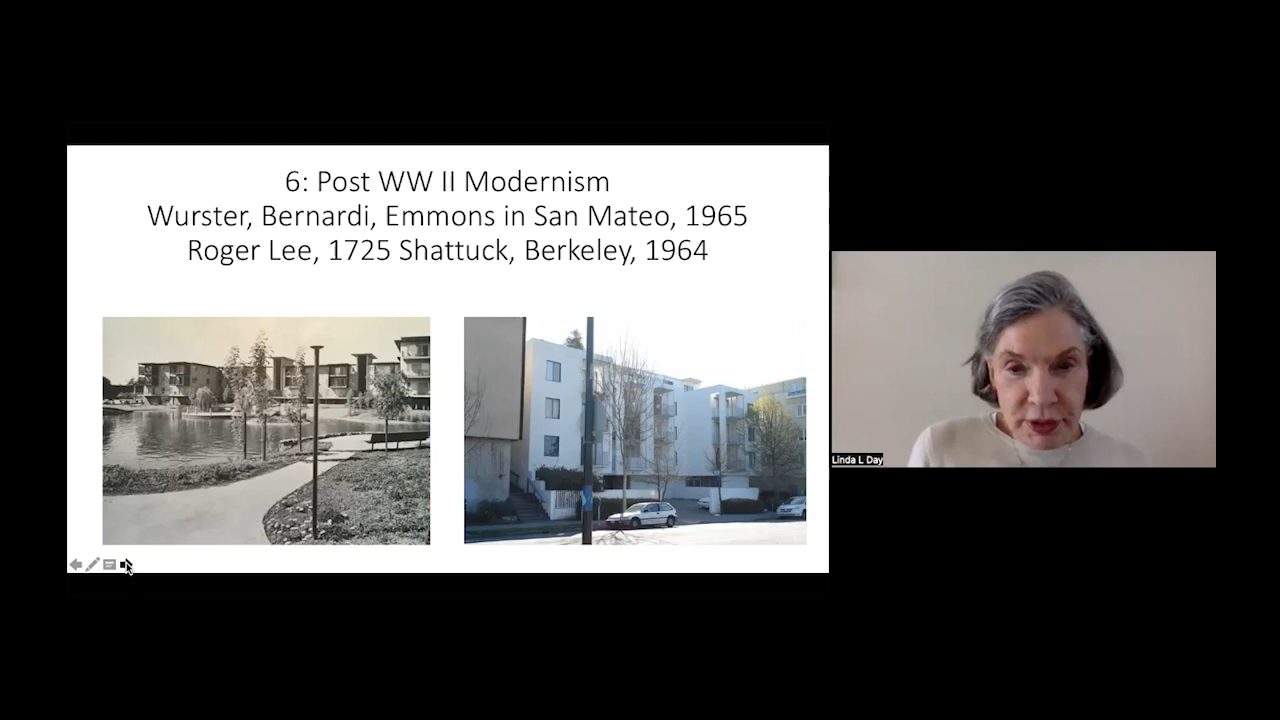 6: Post WW II Modernism
Wurster, Bernardi, Emmons in San Mateo, 1965
Roger Lee, 1725 Shattuck, Berkeley, 1964
Linda L Day